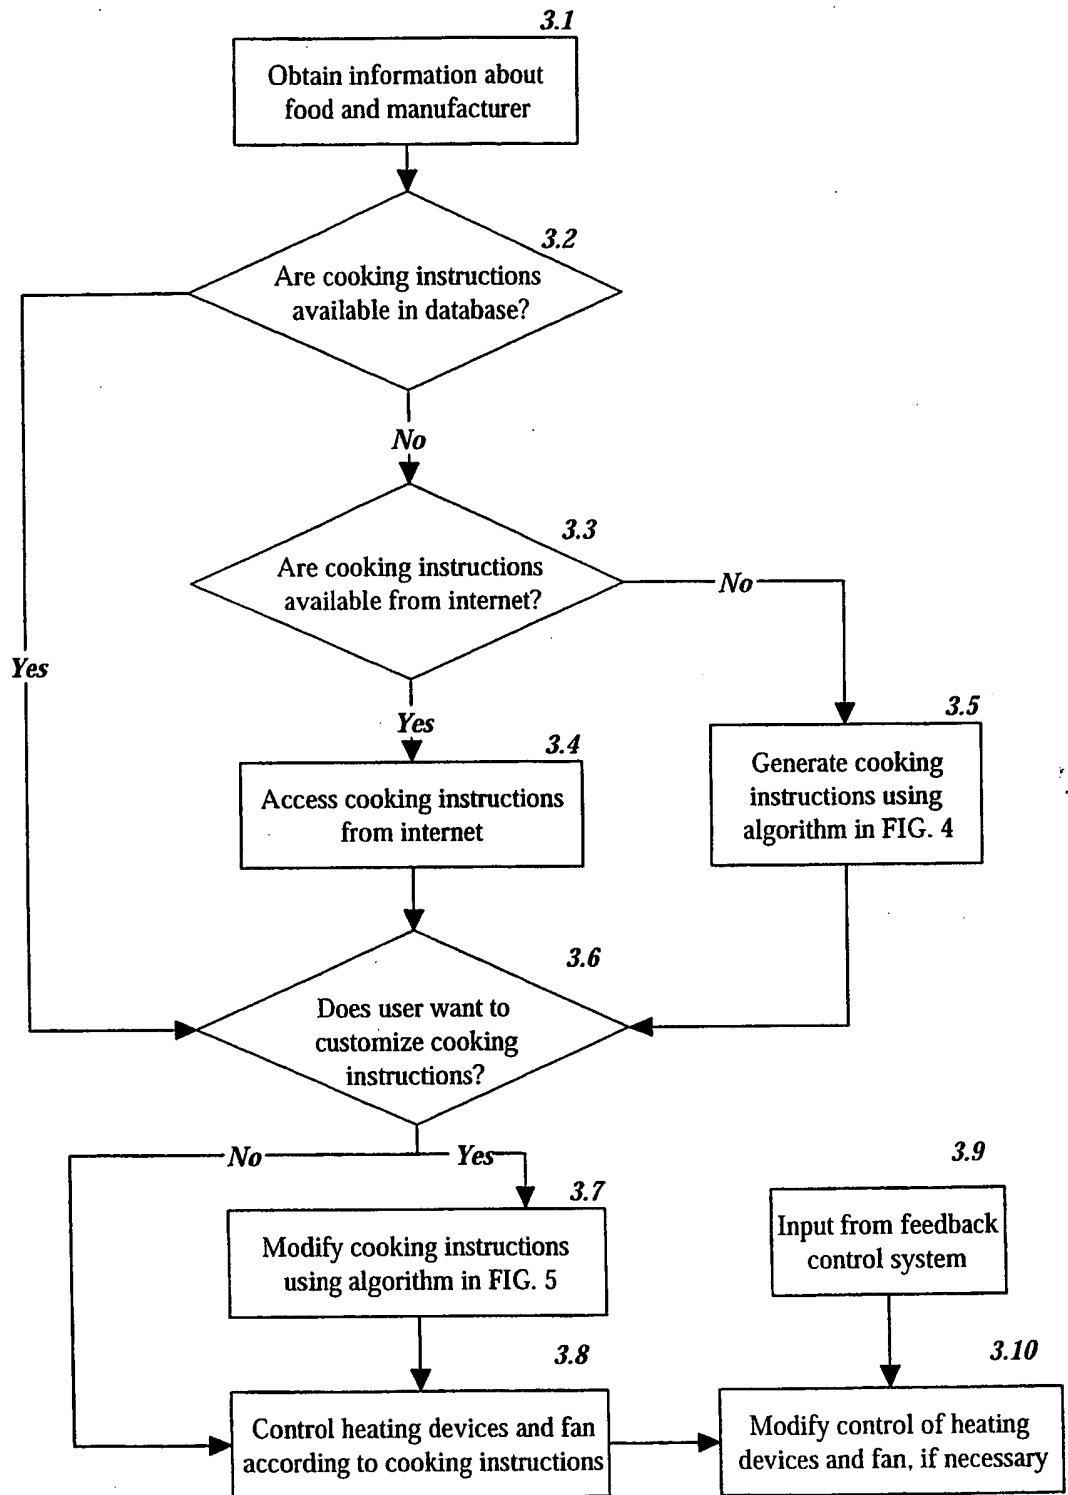 3.1
Obtain information about
food and manufacturer
3.2
Are cooking instructions
available in database?
No
3.3
Are cooking instructions
available from internet?
No
Yes
Yes
3.4
Access cooking instructions
from internet
3.5
Generate cooking
instructions using
algorithm in FIG. 4
3.6
Does user want to
customize cooking
instructions?
No
Yes
3.7
Modify cooking instructions
using algorithm in FIG. 5
3.9
Input from feedback
control system
3.8
Control heating devices and fan
according to cooking instructions
3.10
Modify control of heating
devices and fan, if necessary